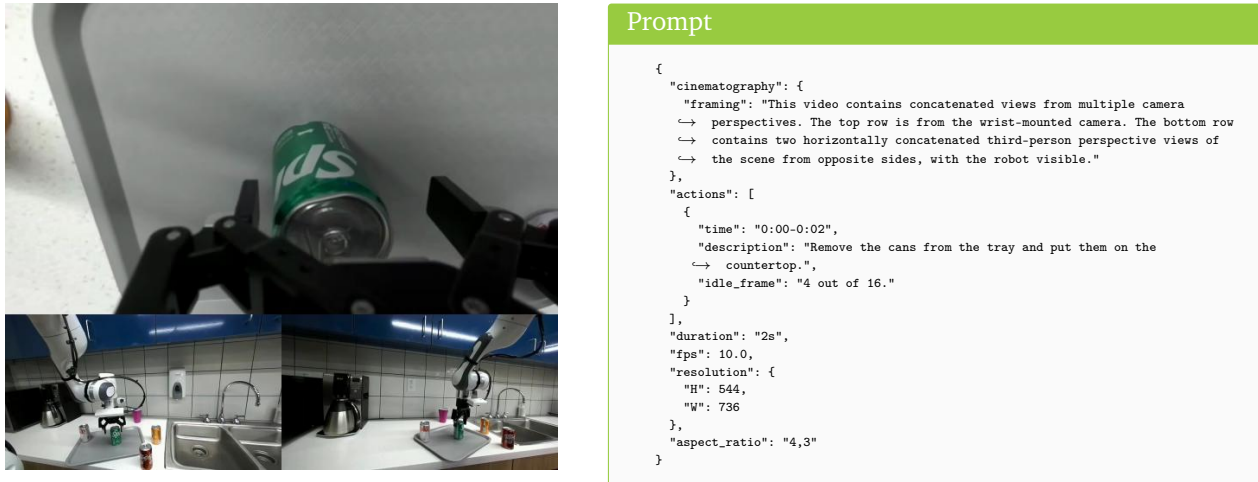 Prompt
{
"cinematography": {
"framing": "This video contains concatenated views from multiple camera
↪ perspectives. The top row is from the wrist-mounted camera. The bottom row
↪ contains two horizontally concatenated third-person perspective views of
↪ the scene from opposite sides, with the robot visible."
},
"actions": [
{
"time": "0:00-0:02",
"description": "Remove the cans from the tray and put them on the
↪ countertop.",
"idle_frame": "4 out of 16."
}
],
"duration": "2s",
"fps": 10.0,
"resolution": {
"H": 544,
"W": 736
},
"aspect_ratio": "4,3"
}